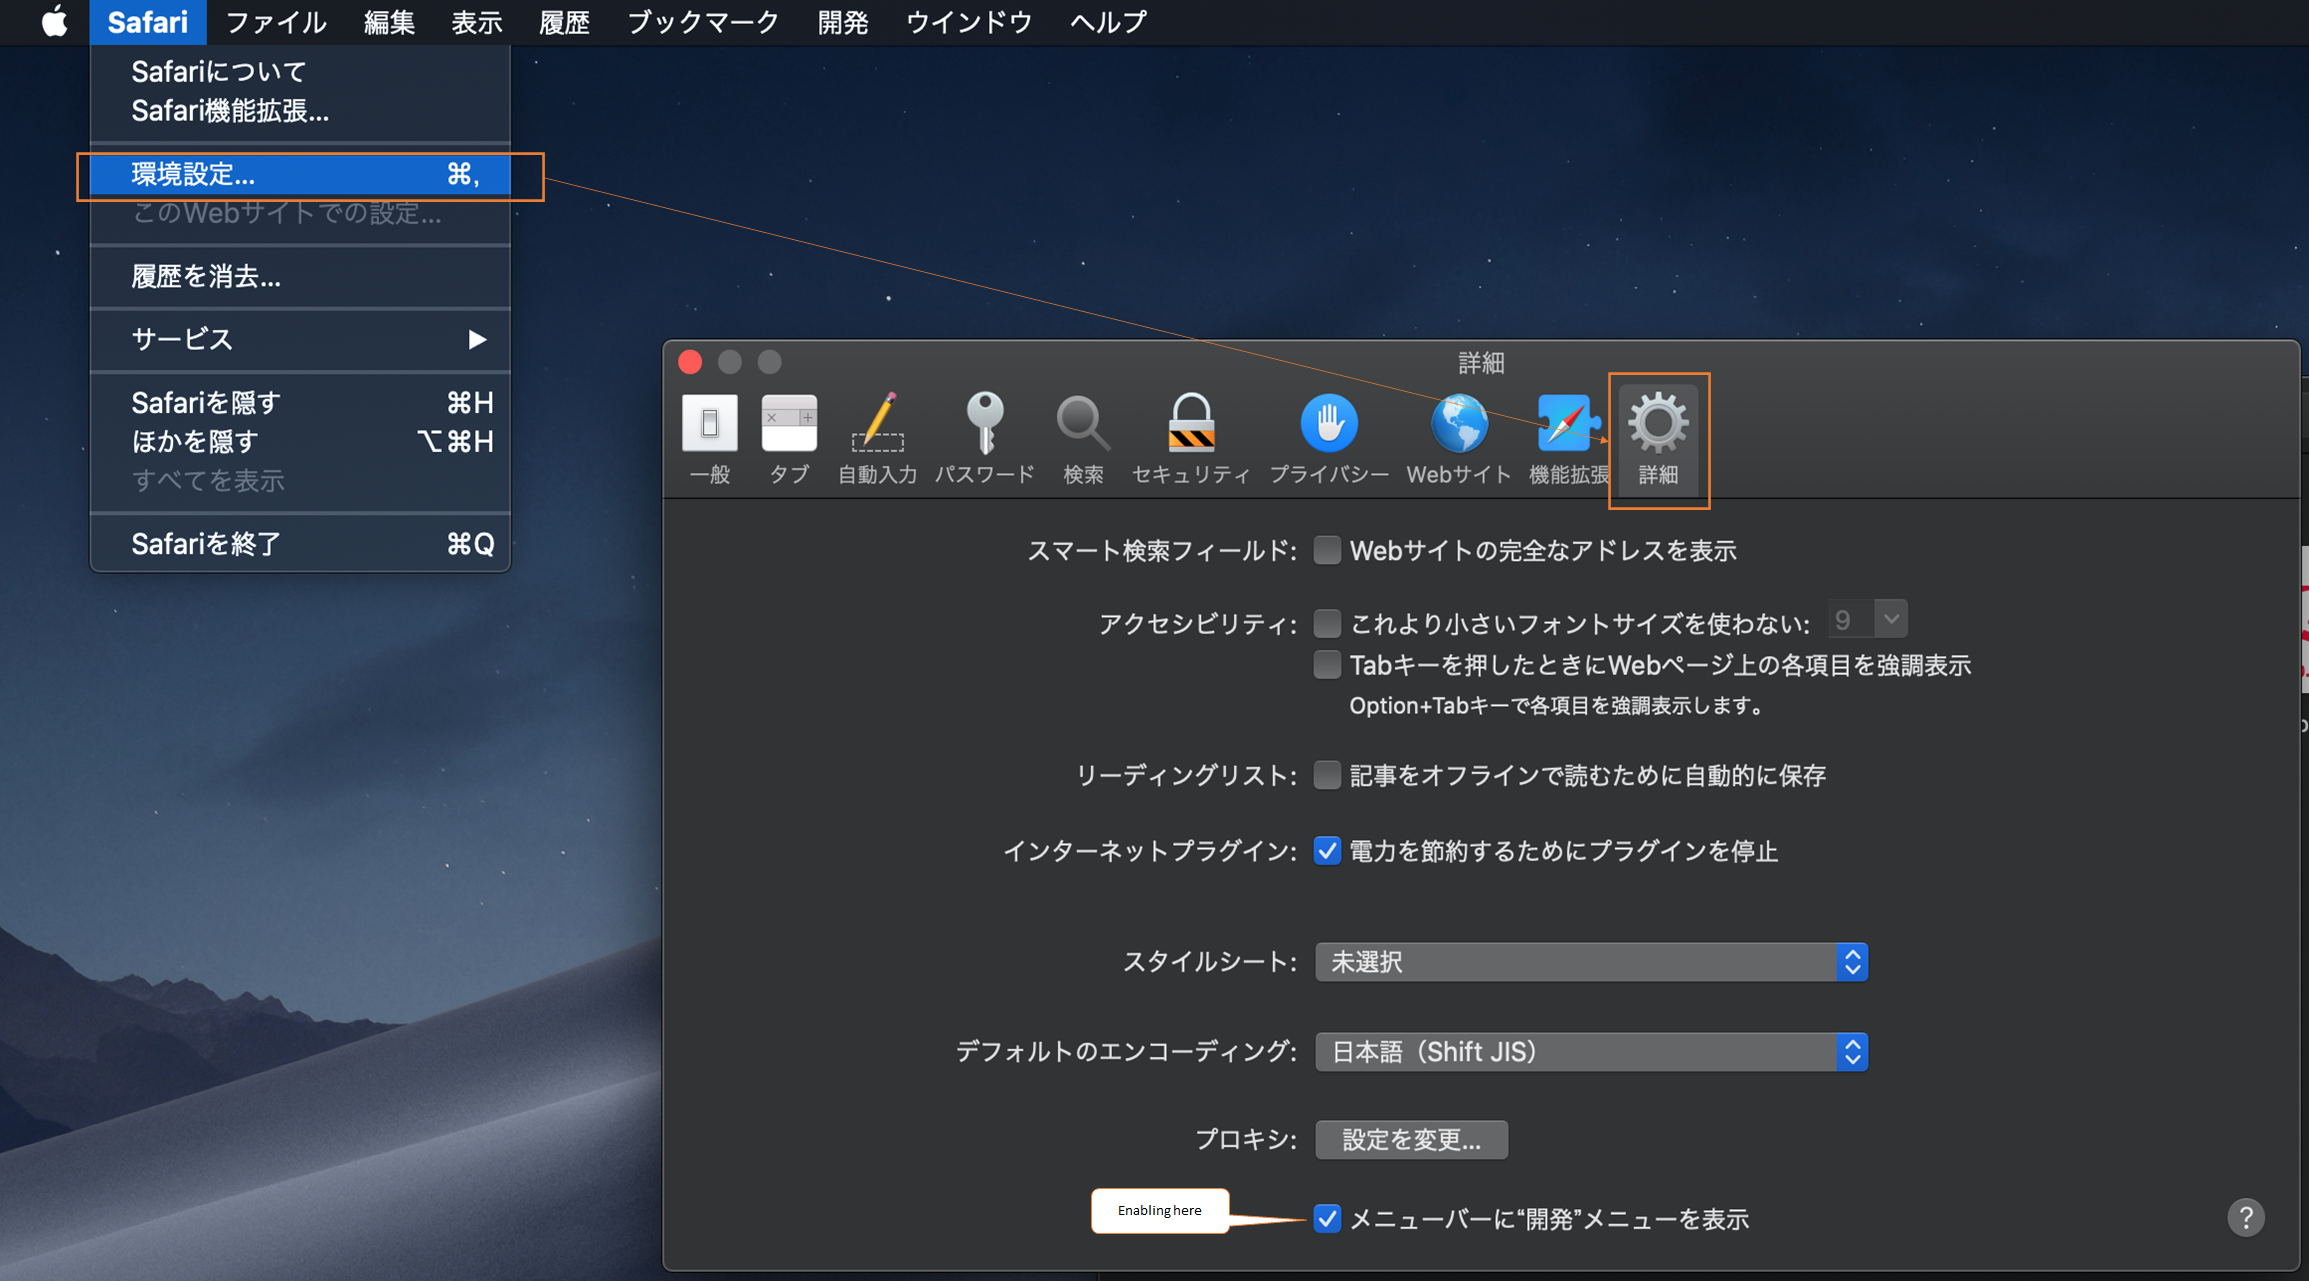 Safari ファイル 編集 表示 履歴 ブックマーク 開発 ウインドウ ヘルプ
Safariについて
Safari機能拡張...
環境設定... ⌘,
このWebサイトでの設定...
履歴を消去...
サービス ▶
Safariを隠す ⌘H
ほかを隠す ⌥⌘H
すべてを表示
Safariを終了 ⌘Q
詳細
一般 タブ 自動入力 パスワード 検索 セキュリティ プライバシー Webサイト 機能拡張 詳細
スマート検索フィールド: Webサイトの完全なアドレスを表示
アクセシビリティ: これより小さいフォントサイズを使わない: 9
Tabキーを押したときにWebページ上の各項目を強調表示
Option+Tabキーで各項目を強調表示します。
リーディングリスト: 記事をオフラインで読むために自動的に保存
インターネットプラグイン: 電力を節約するためにプラグインを停止
スタイルシート: 未選択
デフォルトのエンコーディング: 日本語（Shift JIS）
プロキシ: 設定を変更...
Enabling here
メニューバーに“開発”メニューを表示
?